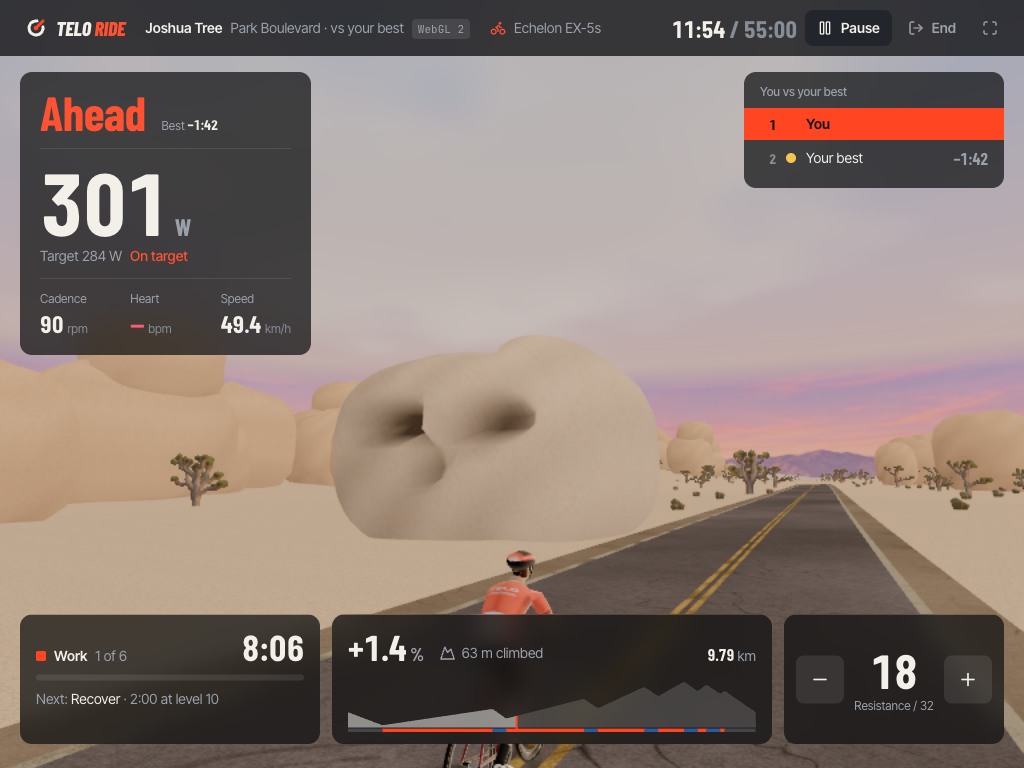 TELO RIDE Joshua Tree Park Boulevard · vs your best WebGL 2 Echelon EX-5s 11:54 / 55:00 Pause End
Ahead Best −1:42
301 W
Target 284 W On target
Cadence Heart Speed
90 rpm – bpm 49.4 km/h
You vs your best
1 You
2 Your best −1:42
Work 1 of 6 8:06
Next: Recover · 2:00 at level 10
+1.4 % 63 m climbed 9.79 km
− 18 +
Resistance / 32